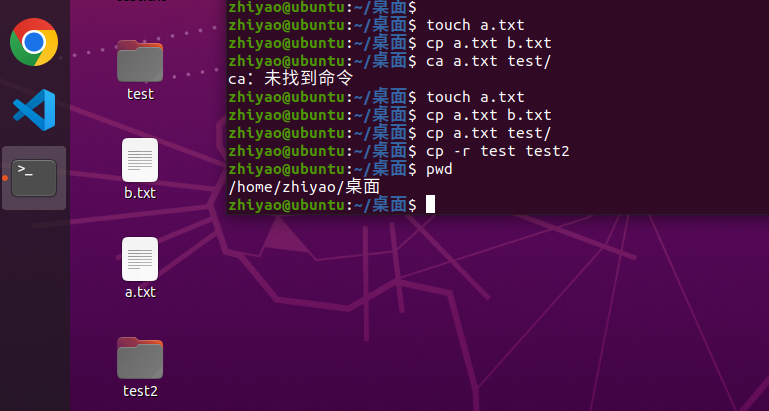 zhiyao@ubuntu:~/桌面$
zhiyao@ubuntu:~/桌面$ touch a.txt
zhiyao@ubuntu:~/桌面$ cp a.txt b.txt
zhiyao@ubuntu:~/桌面$ ca a.txt test/
ca：未找到命令
zhiyao@ubuntu:~/桌面$ touch a.txt
zhiyao@ubuntu:~/桌面$ cp a.txt b.txt
zhiyao@ubuntu:~/桌面$ cp a.txt test/
zhiyao@ubuntu:~/桌面$ cp -r test test2
zhiyao@ubuntu:~/桌面$ pwd
/home/zhiyao/桌面
zhiyao@ubuntu:~/桌面$
>_
test
b.txt
a.txt
test2